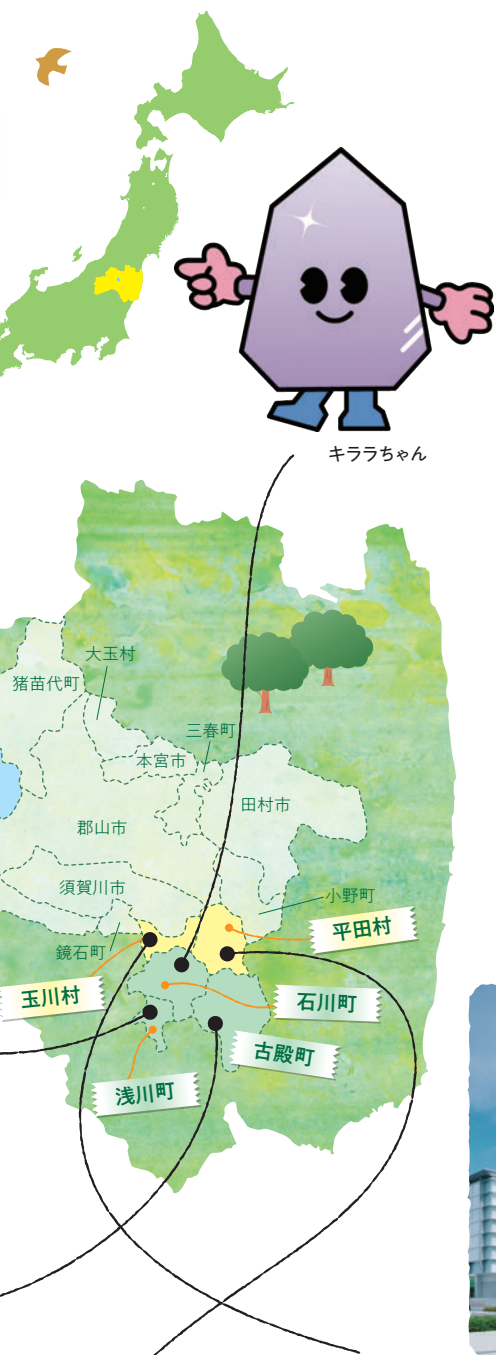 キララちゃん
大玉村
猪苗代町
三春町
本宮市
田村市
郡山市
須賀川市
小野町
平田村
鏡石町
玉川村
石川町
古殿町
浅川町